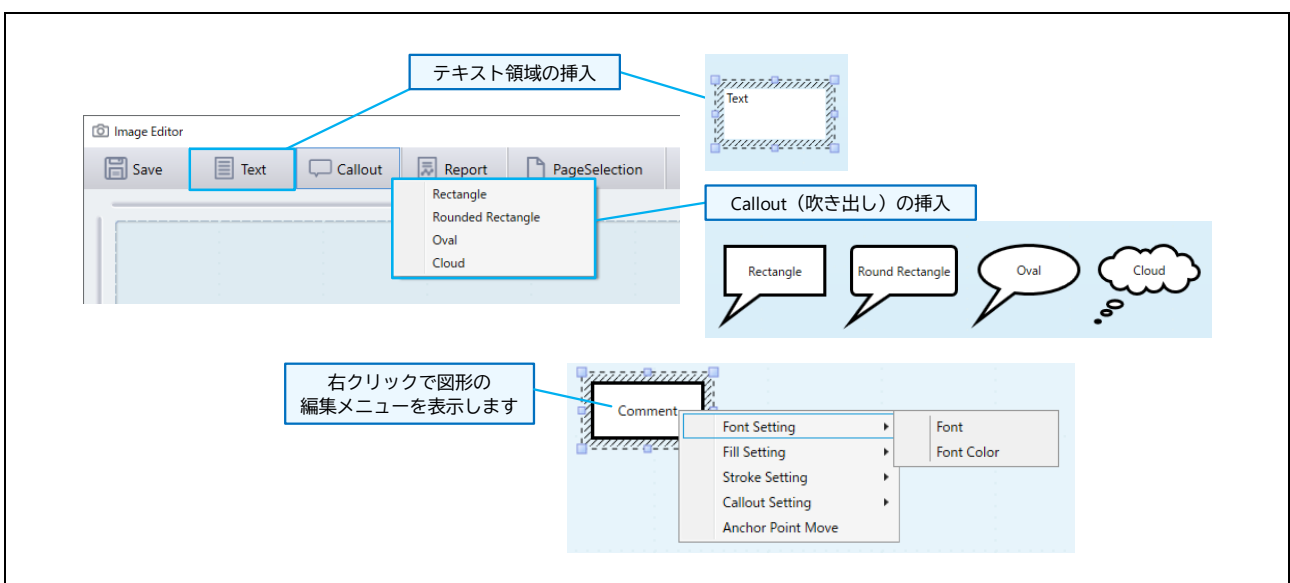 テキスト領域の挿入
Text
Image Editor
Save Text Callout Report PageSelection
Rectangle
Rounded Rectangle
Oval
Cloud
Callout（吹き出し）の挿入
Rectangle Round Rectangle Oval Cloud
右クリックで図形の
編集メニューを表示します
Comment
Font Setting
Fill Setting
Stroke Setting
Callout Setting
Anchor Point Move
Font
Font Color